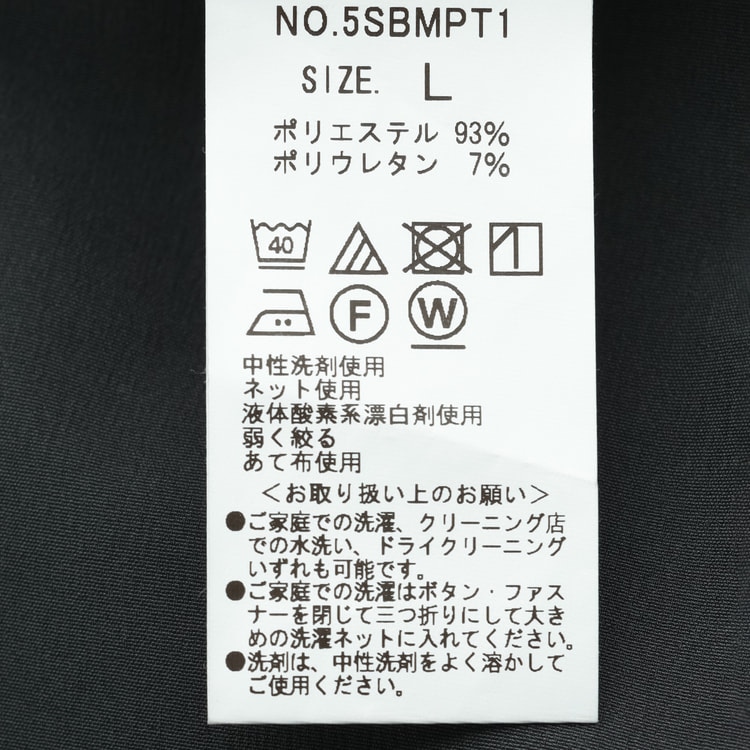 NO.5SBMPT1
SIZE. L
ポリエステル 93%
ポリウレタン 7%
40
F W
中性洗剤使用
ネット使用
液体酸素系漂白剤使用
弱く絞る
あて布使用
＜お取り扱い上のお願い＞
●ご家庭での洗濯、クリーニング店
での水洗い、ドライクリーニング
いずれも可能です。
●ご家庭での洗濯はボタン・ファス
ナーを閉じて三つ折りにして大き
めの洗濯ネットに入れてください。
●洗剤は、中性洗剤をよく溶かして
ご使用ください。